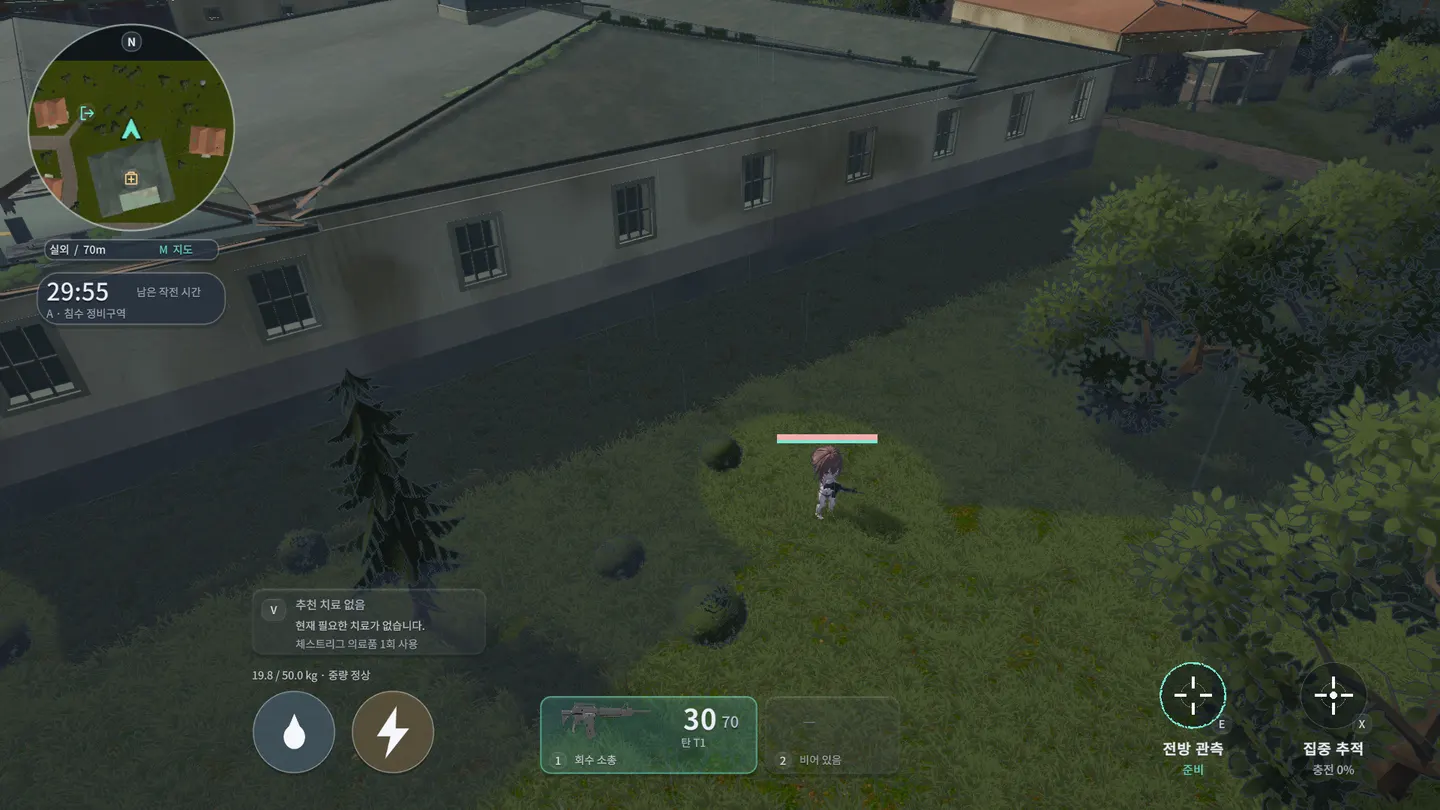 N
실외 / 70m M 지도
29:55 남은 작전 시간
A · 침수 정비구역
V 추천 치료 없음
현재 필요한 치료가 없습니다.
체스트리그 의료품 1회 사용
19.8 / 50.0 kg · 중량 정상
30 70
탄 T1
1 회수 소총
—
2 비어 있음
E
전방 관측
준비
X
집중 추적
충전 0%